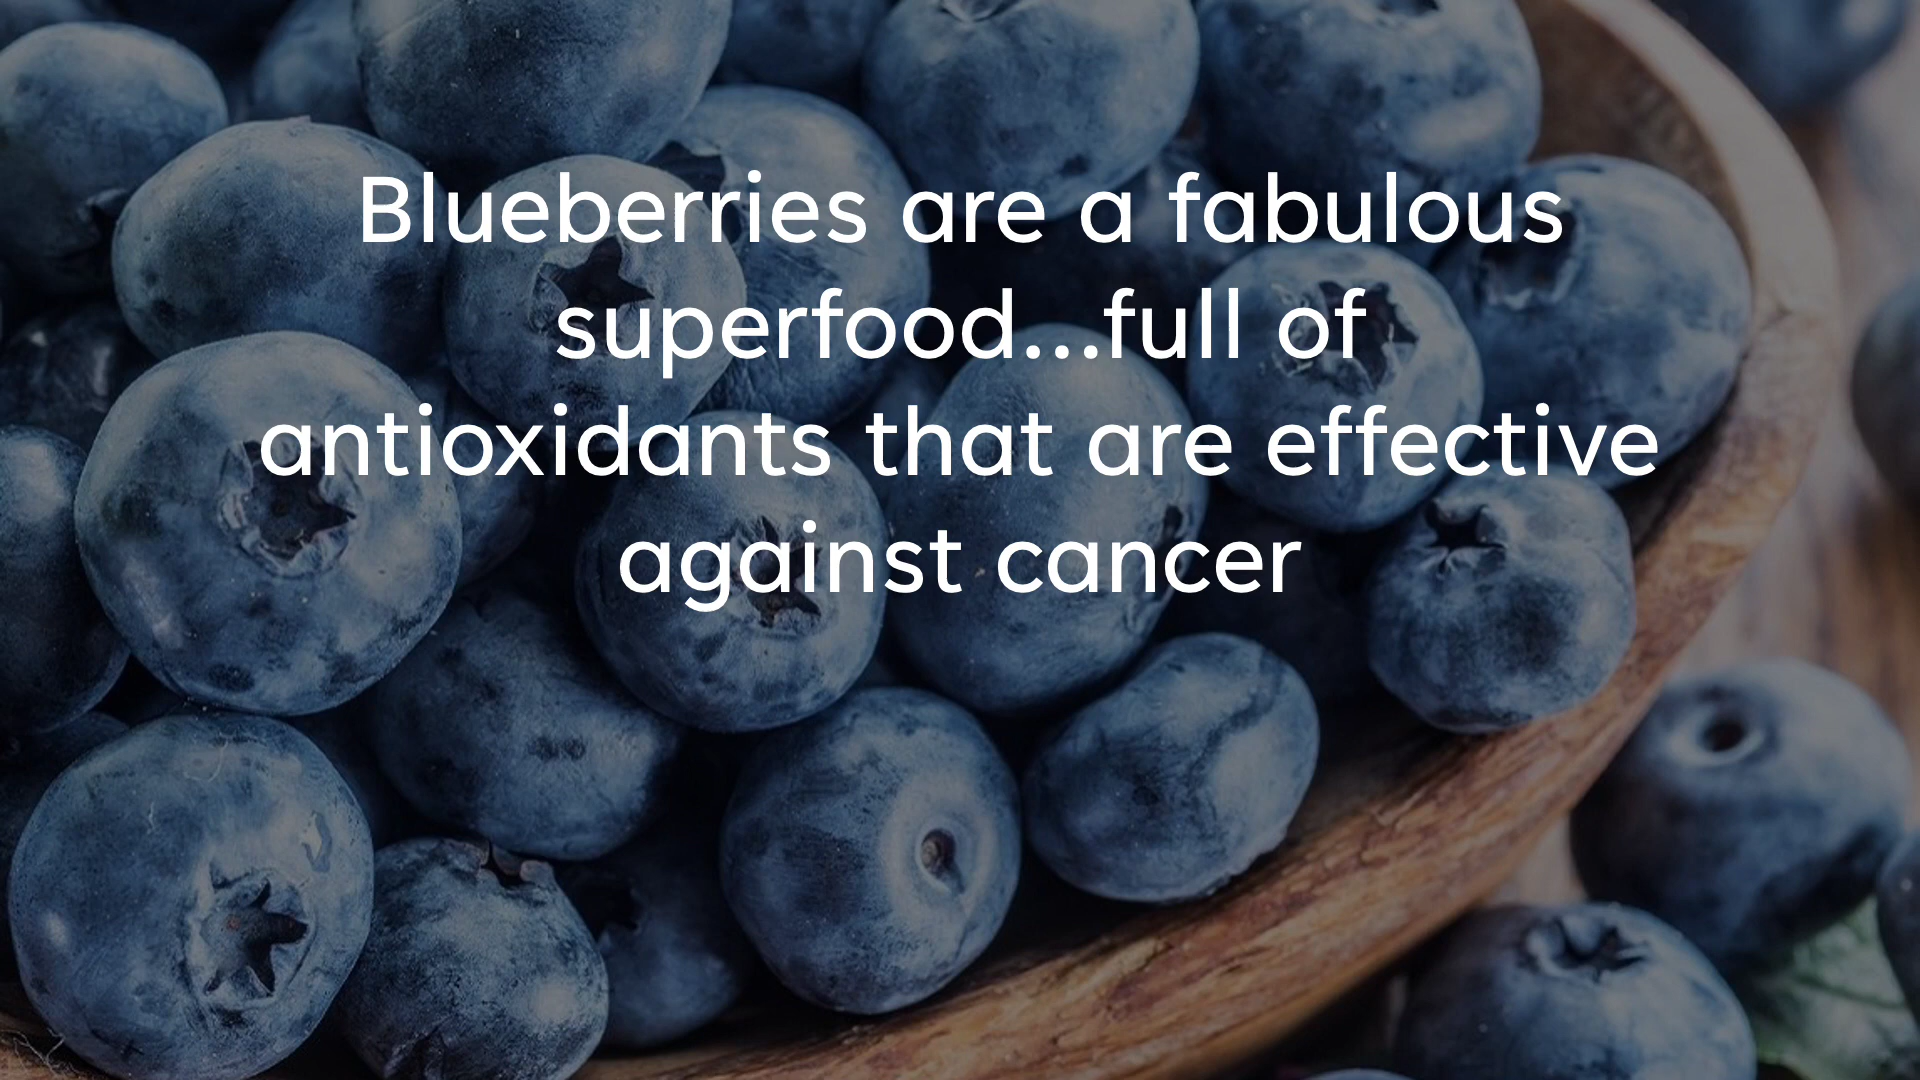 Blueberries are a fabulous
superfood...full of
antioxidants that are effective
against cancer